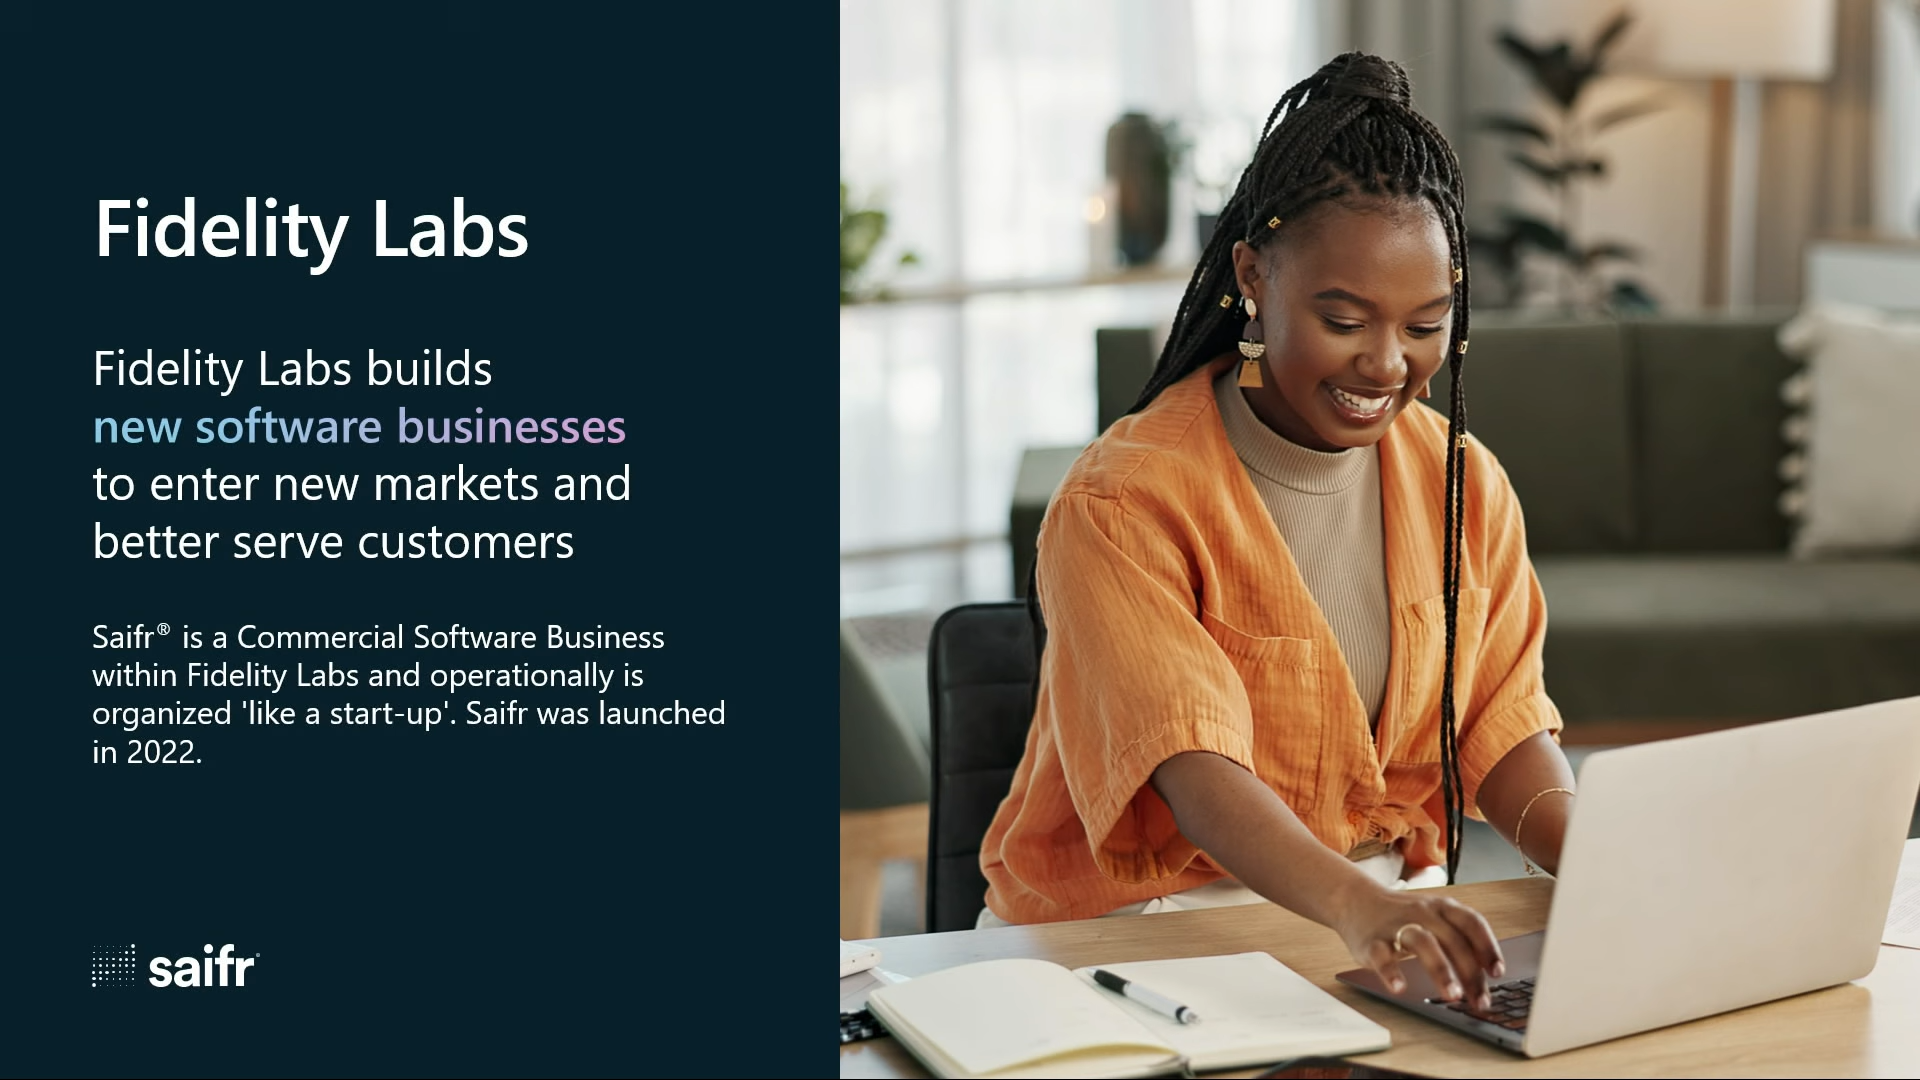 Fidelity Labs
Fidelity Labs builds
new software businesses
to enter new markets and
better serve customers
Saifr® is a Commercial Software Business
within Fidelity Labs and operationally is
organized 'like a start-up'. Saifr was launched
in 2022.
saifr